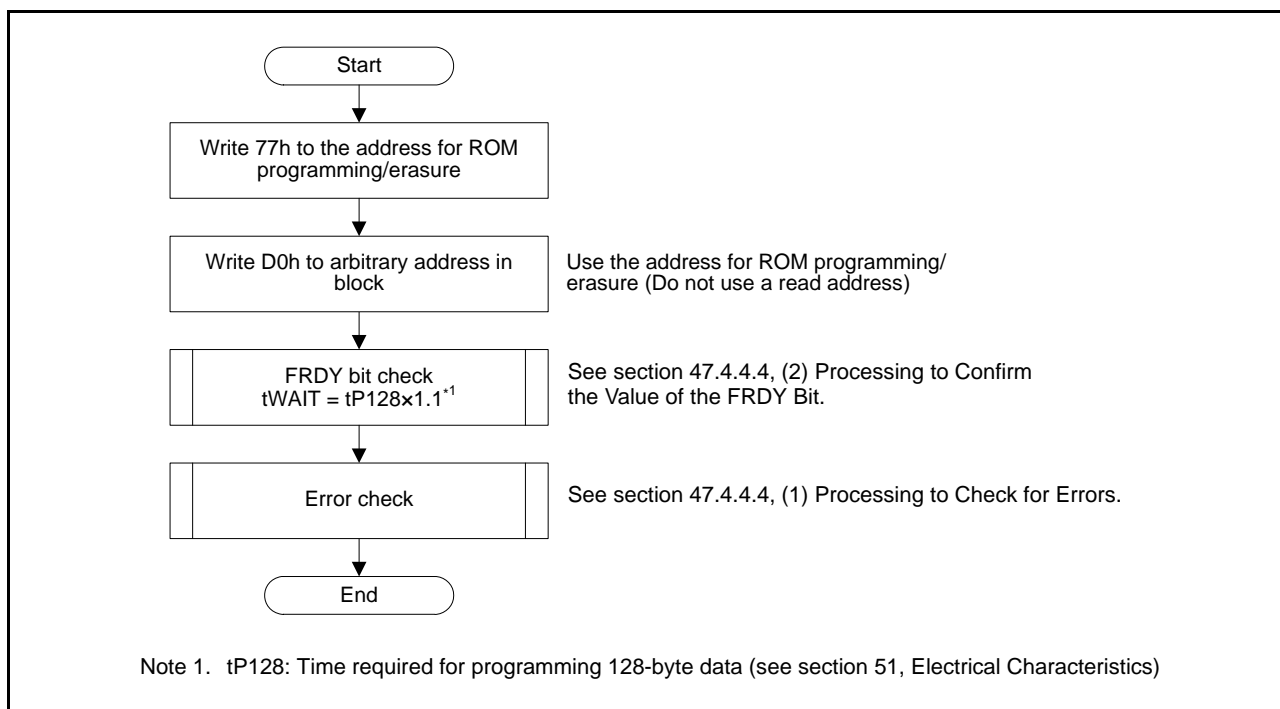 Start
Write 77h to the address for ROM
programming/erasure
Write D0h to arbitrary address in
block
Use the address for ROM programming/
erasure (Do not use a read address)
FRDY bit check
tWAIT = tP128×1.1*1
See section 47.4.4.4, (2) Processing to Confirm
the Value of the FRDY Bit.
Error check
See section 47.4.4.4, (1) Processing to Check for Errors.
End
Note 1. tP128: Time required for programming 128-byte data (see section 51, Electrical Characteristics)